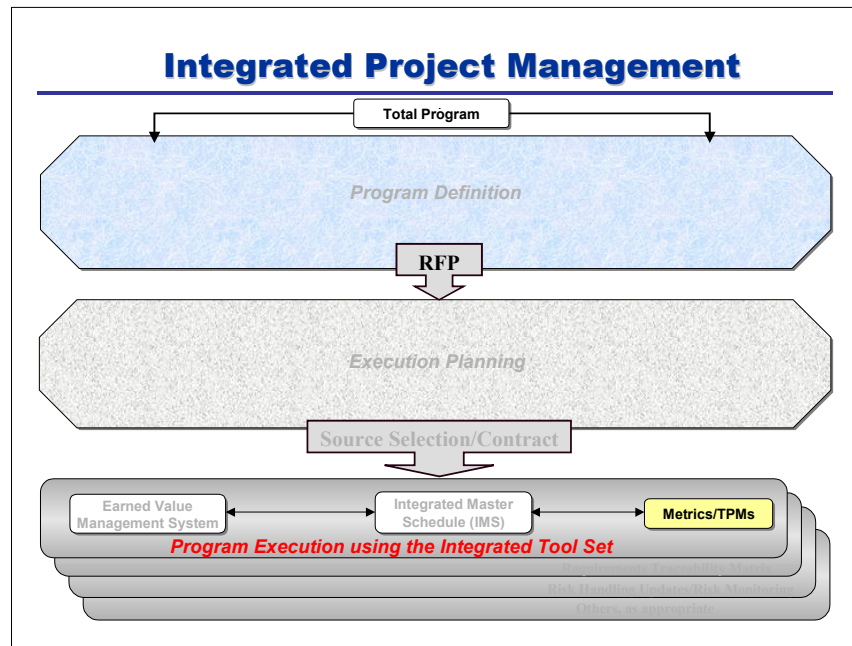 Integrated Project Management
Total Program
Program Definition
RFP
Execution Planning
Source Selection/Contract
Earned Value
Management System
Integrated Master
Schedule (IMS)
Metrics/TPMs
Program Execution using the Integrated Tool Set
Requirements Traceability Matrix
Risk Handling Updates/Risk Monitoring
Others, as appropriate